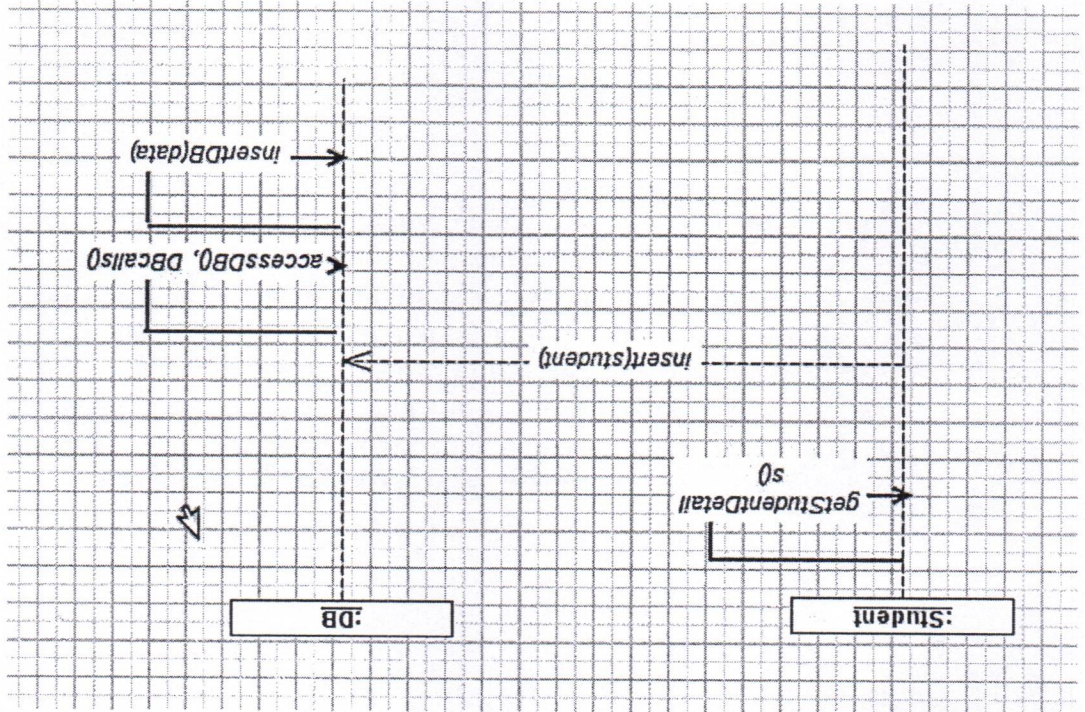 :Student
:DB
getStudentDetail
s()
insert(student)
accessDB(), DBcalls()
insertDB(data)